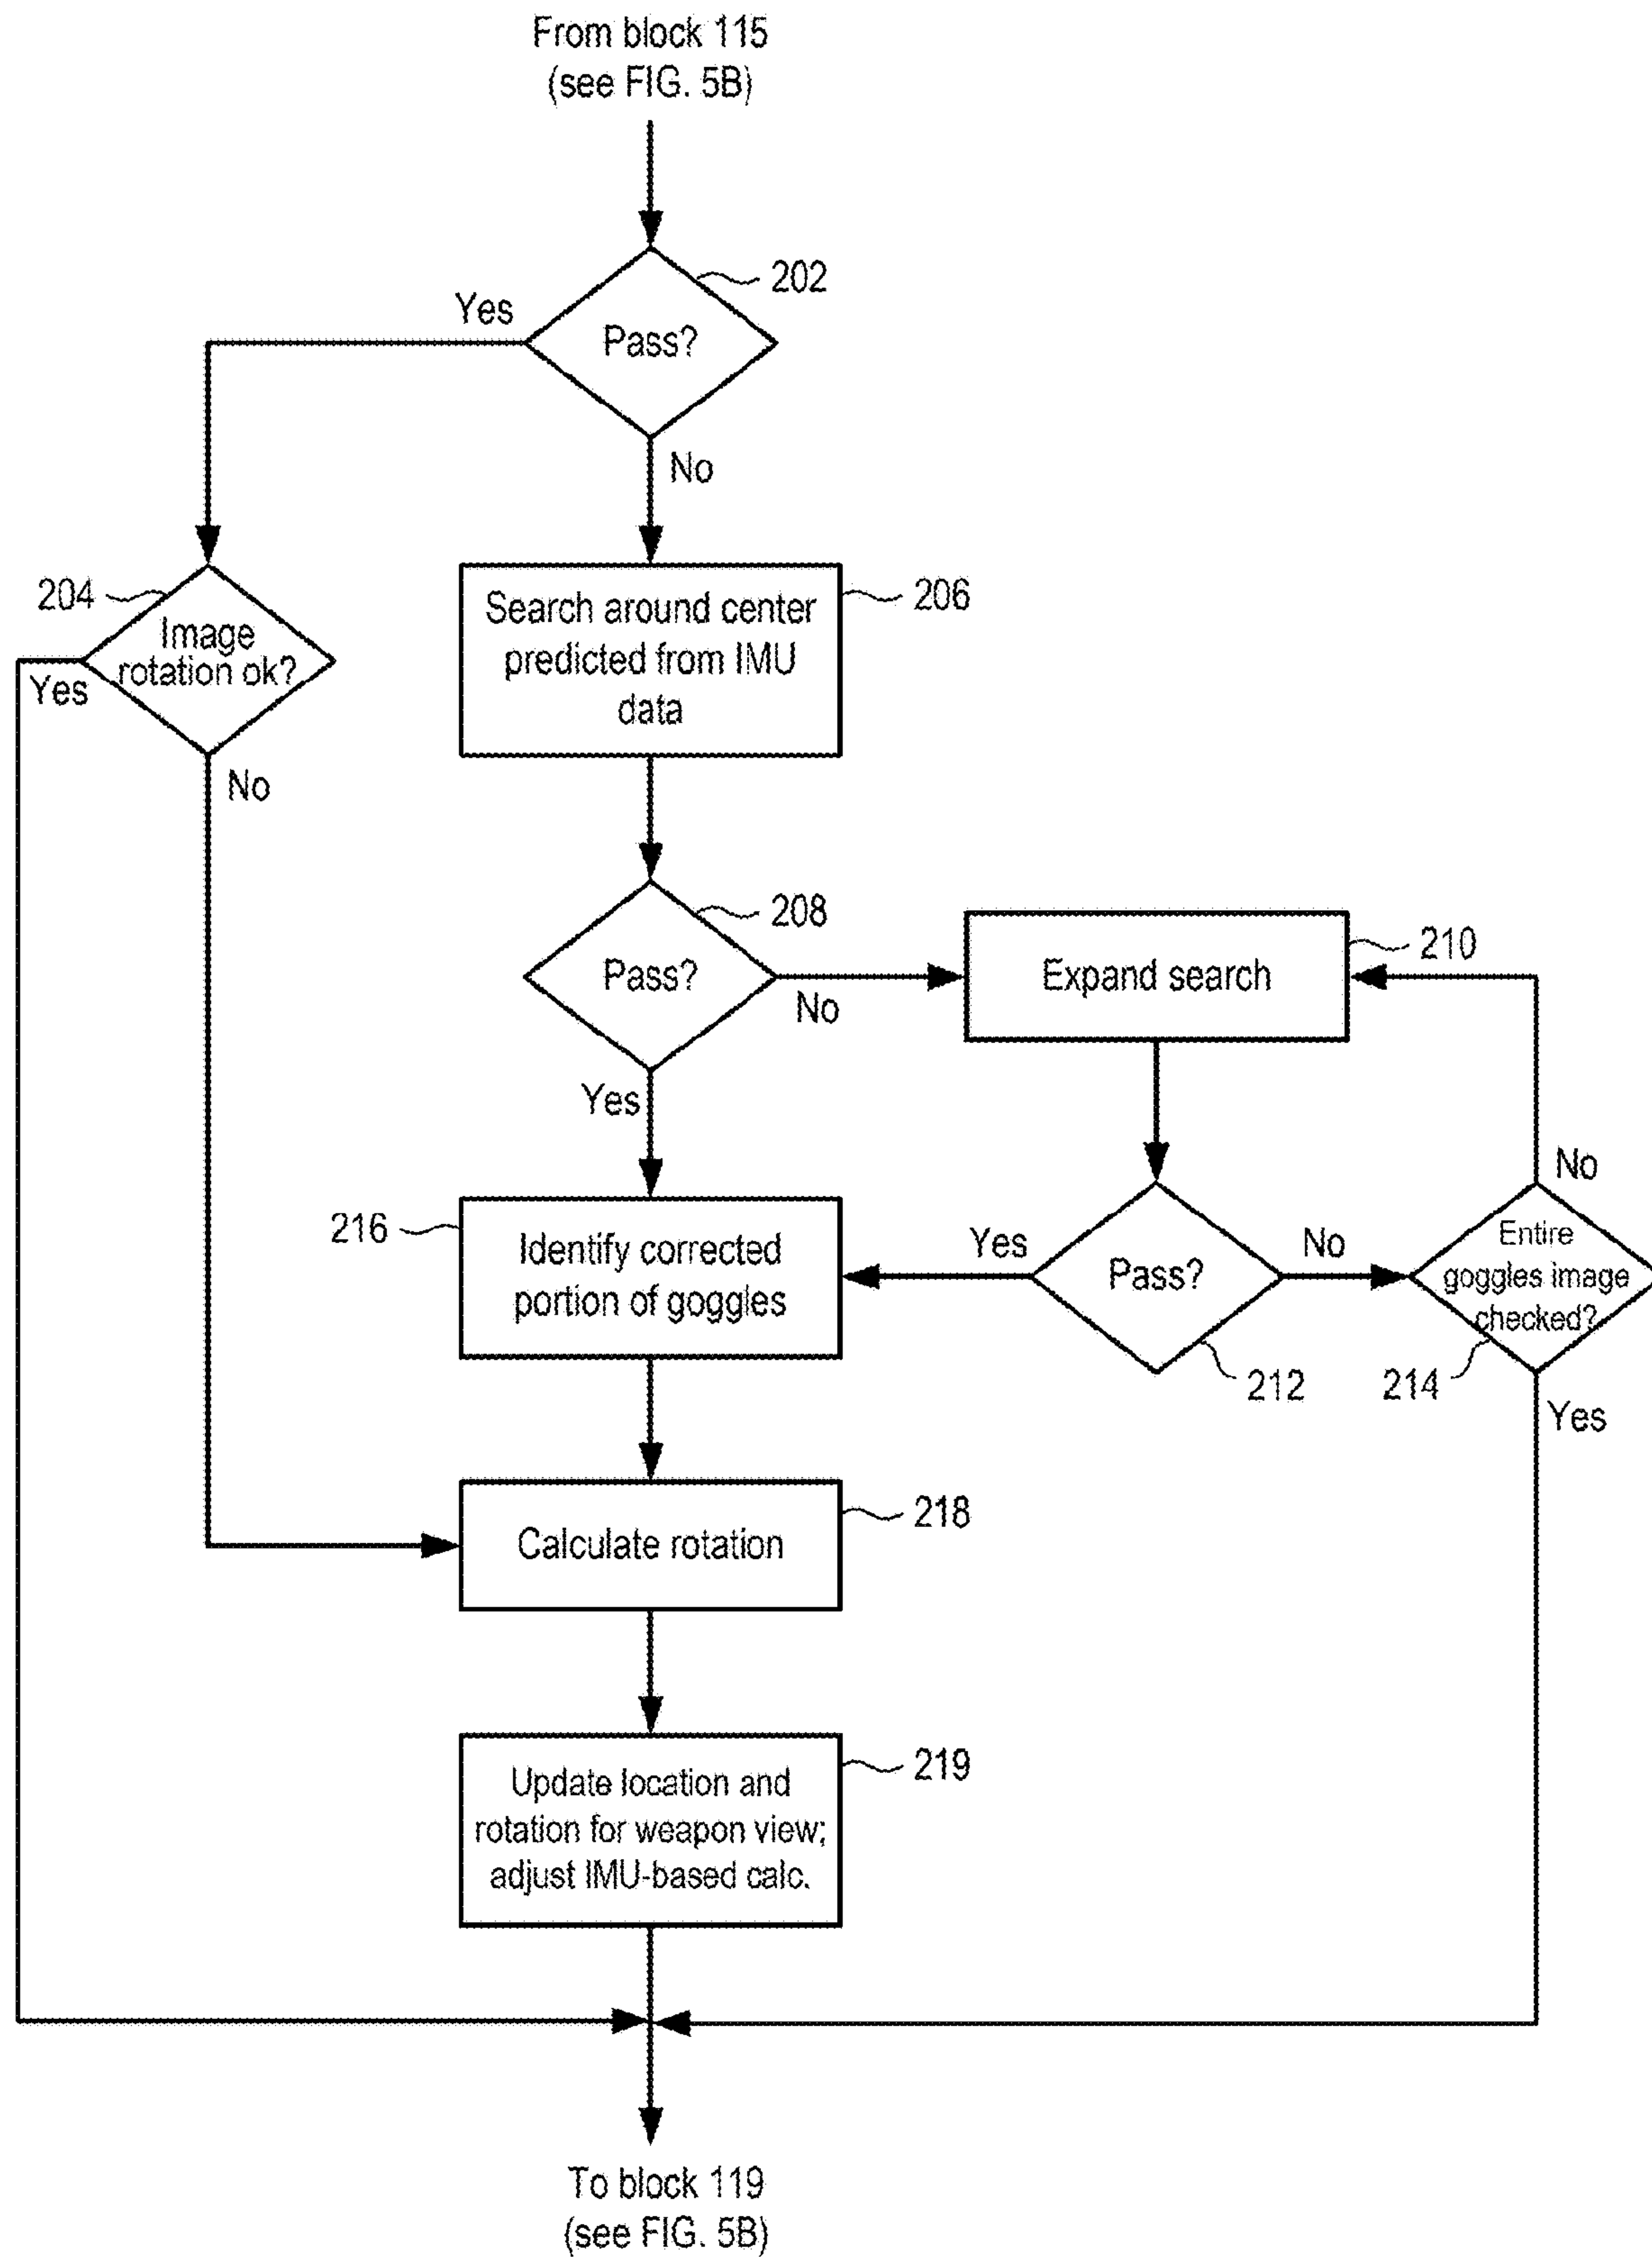 From block 115
(see FIG. 5B)
202
Yes
Pass?
No
204
Image
rotation ok?
Yes
No
206
Search around center
predicted from IMU
data
208
Pass?
No
Yes
210
Expand search
No
216
Identify corrected
portion of goggles
Yes
Pass?
No
Entire
goggles image
checked?
212
214
Yes
218
Calculate rotation
219
Update location and
rotation for weapon view;
adjust IMU-based calc.
To block 119
(see FIG. 5B)